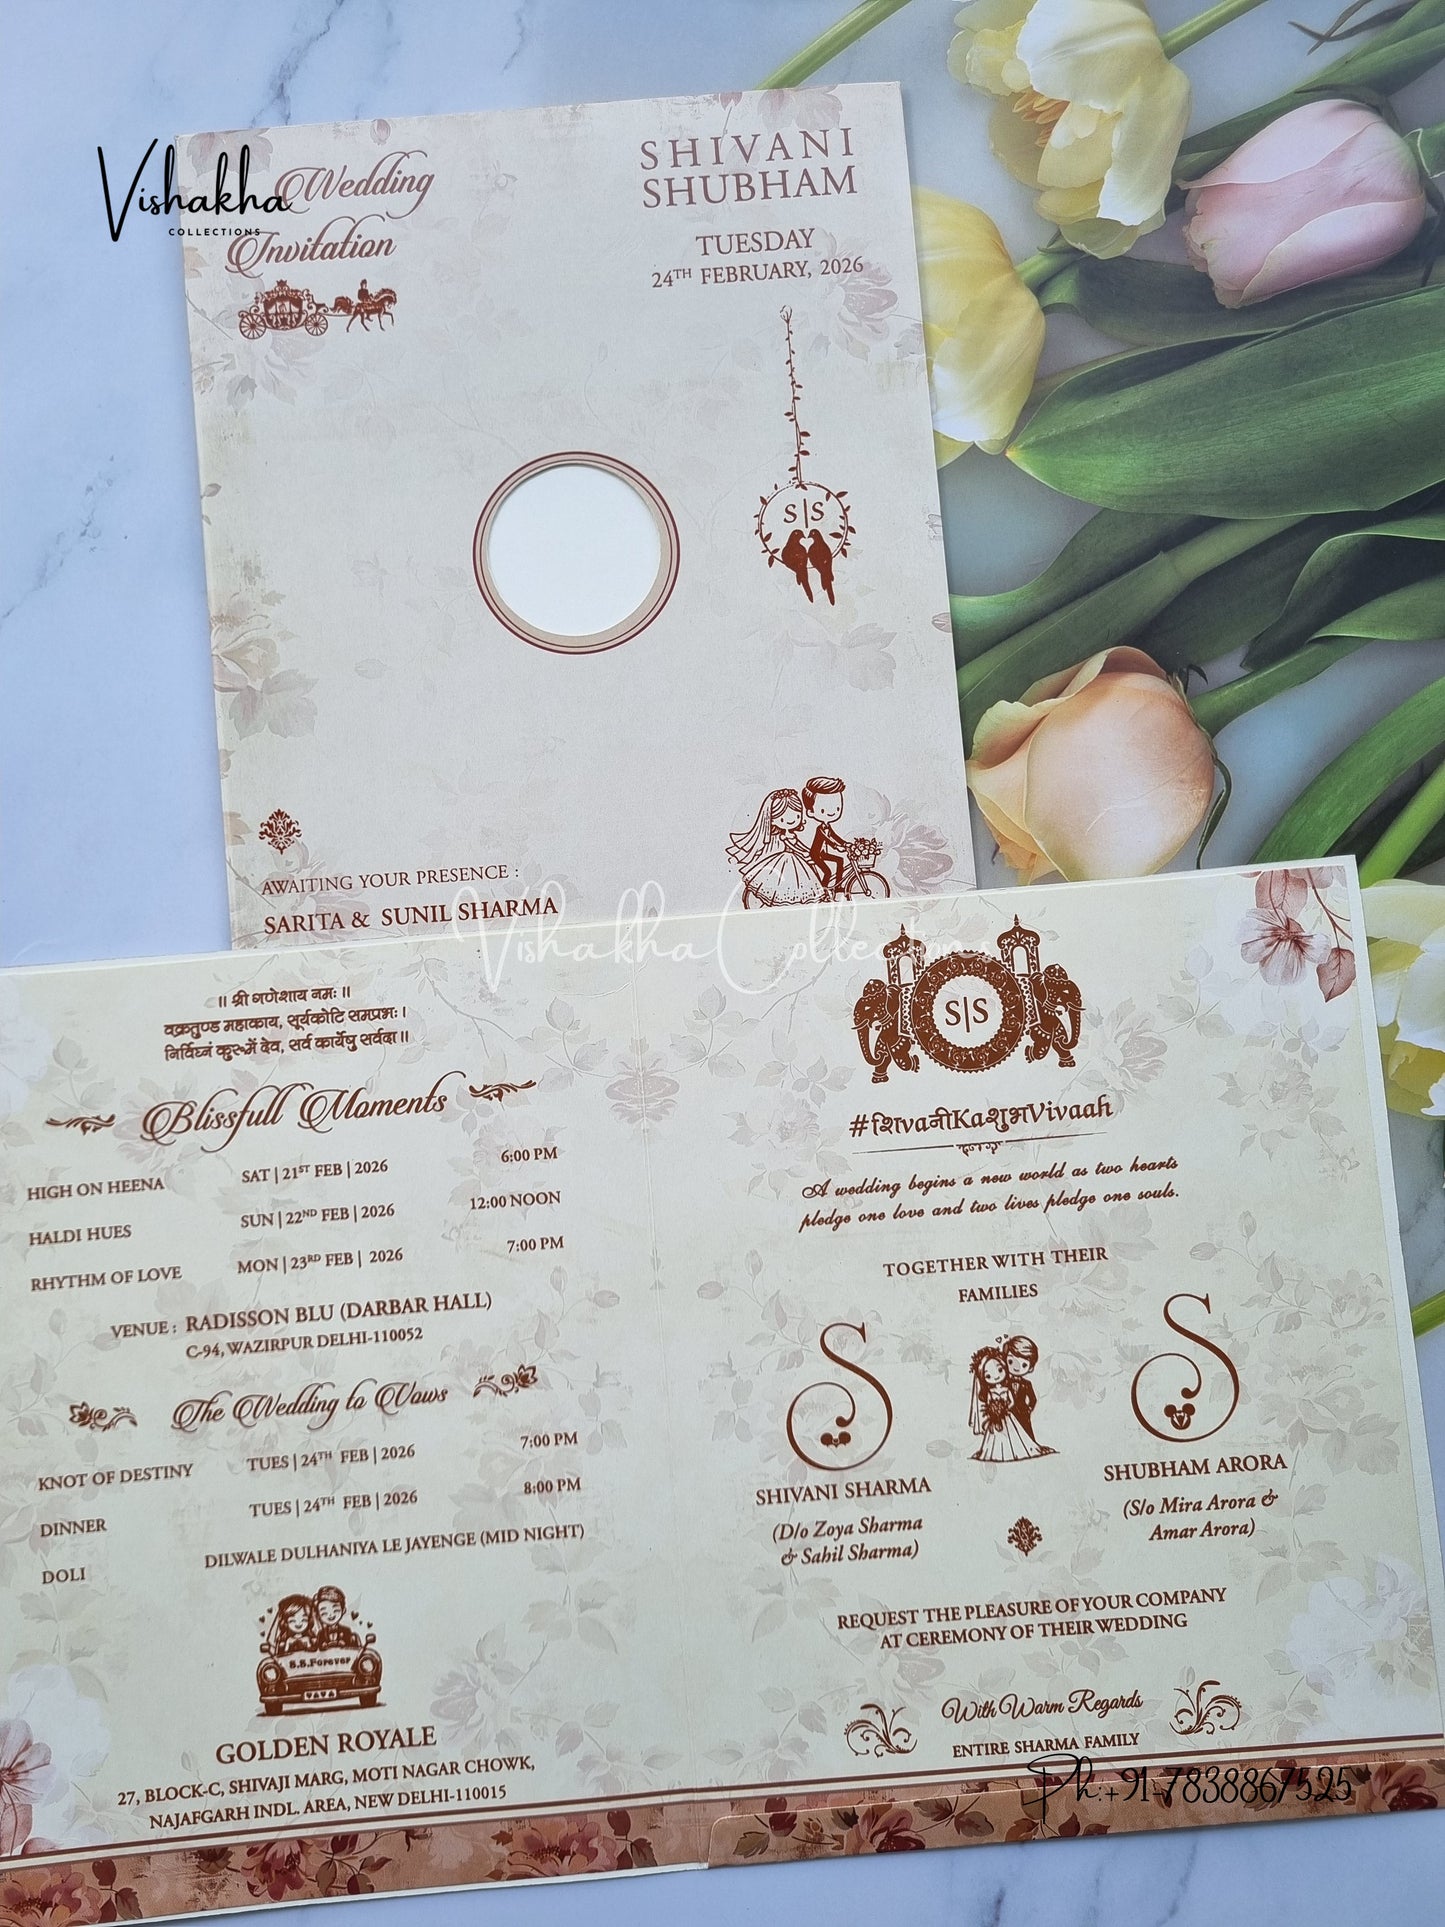 Vishakha
COLLECTIONS
Wedding
Invitation
SHIVANI
SHUBHAM
TUESDAY
24TH FEBRUARY, 2026
S|S
AWAITING YOUR PRESENCE :
SARITA & SUNIL SHARMA
Vishakha Collections
॥ श्री गणेशाय नमः ॥
वक्रतुण्ड महाकाय, सूर्यकोटि समप्रभः।
निर्विघ्नं कुरूमें देव, सर्व कार्येषु सर्वदा॥
Blissfull Moments
HIGH ON HEENA SAT | 21ST FEB | 2026 6:00 PM
HALDI HUES SUN | 22ND FEB | 2026 12:00 NOON
RHYTHM OF LOVE MON | 23RD FEB | 2026 7:00 PM
VENUE : RADISSON BLU (DARBAR HALL)
C-94, WAZIRPUR DELHI-110052
The Wedding to Vows
KNOT OF DESTINY TUES | 24TH FEB | 2026 7:00 PM
DINNER TUES | 24TH FEB | 2026 8:00 PM
DOLI DILWALE DULHANIYA LE JAYENGE (MID NIGHT)
S.S.Forever
GOLDEN ROYALE
27, BLOCK-C, SHIVAJI MARG, MOTI NAGAR CHOWK,
NAJAFGARH INDL. AREA, NEW DELHI-110015
S|S
#शिvaनीKaशुभVivaah
A wedding begins a new world as two hearts
pledge one love and two lives pledge one souls.
TOGETHER WITH THEIR
FAMILIES
S S
SHIVANI SHARMA
(D/o Zoya Sharma
& Sahil Sharma)
SHUBHAM ARORA
(S/o Mira Arora &
Amar Arora)
REQUEST THE PLEASURE OF YOUR COMPANY
AT CEREMONY OF THEIR WEDDING
With Warm Regards
ENTIRE SHARMA FAMILY
Ph.:+91-7838867525